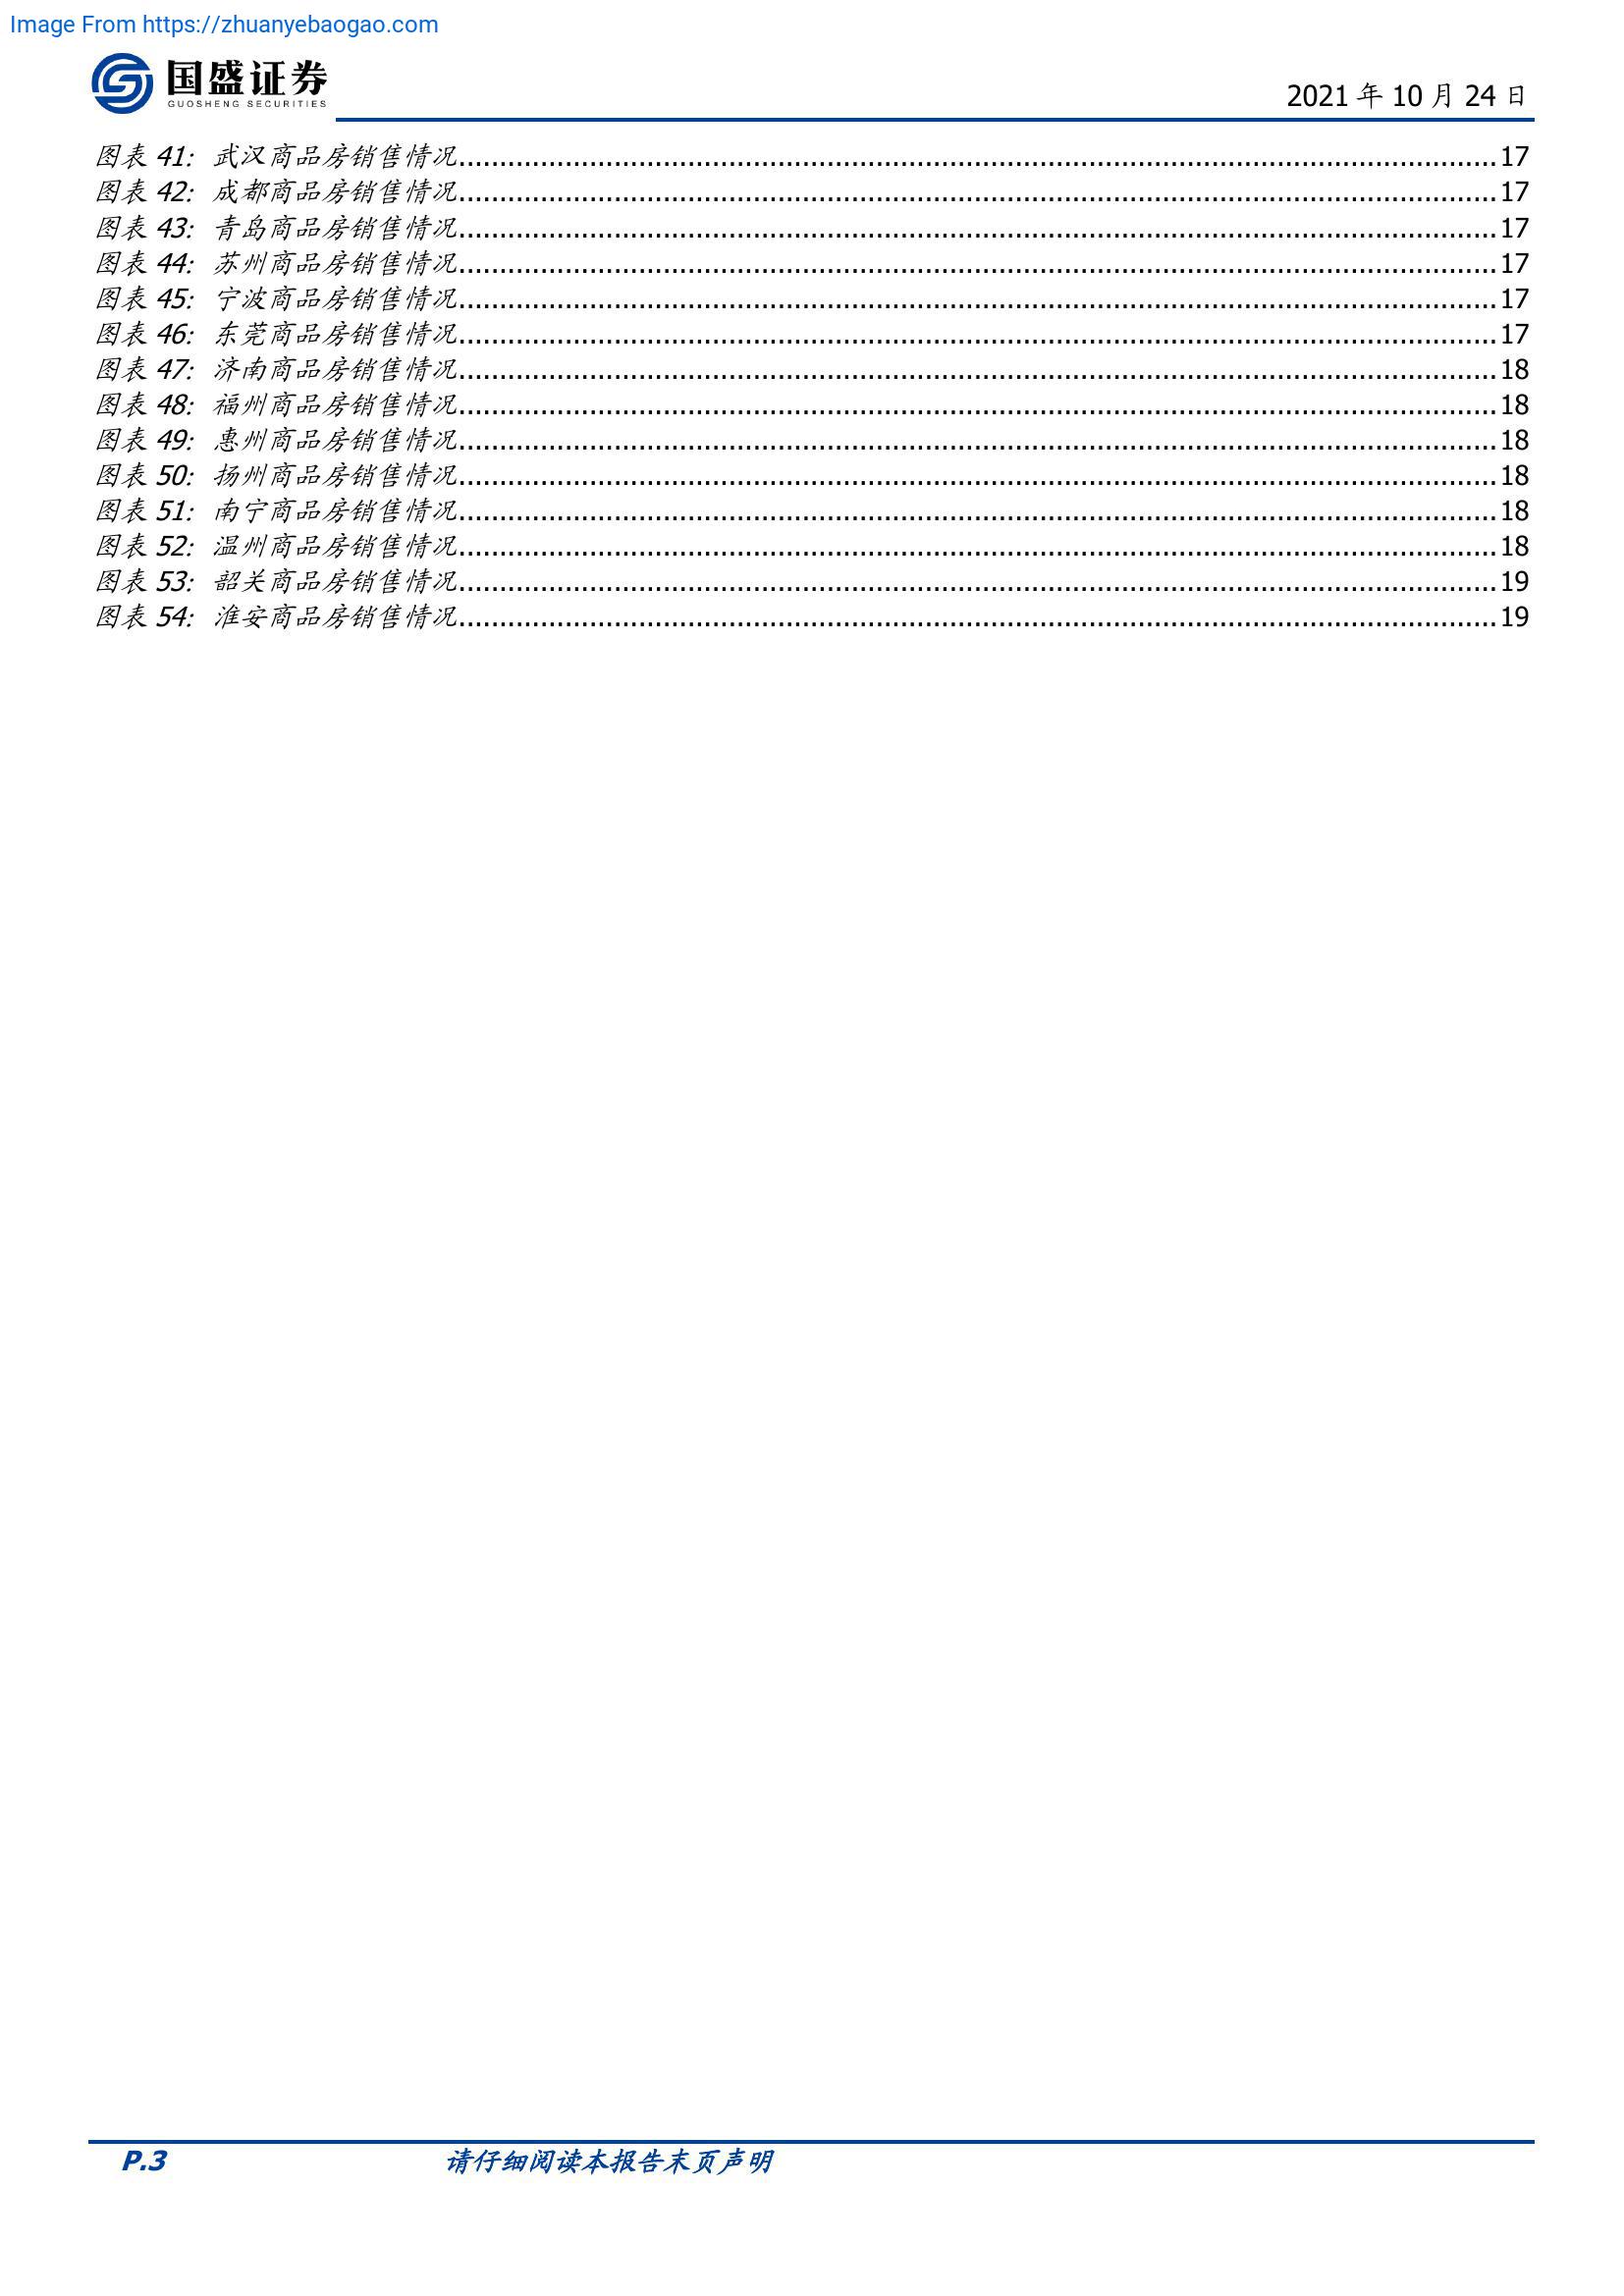 Image From https://zhuanyebaogao.com
国盛证券
GUOSHENG SECURITIES
2021 年 10 月 24 日
图表 41: 武汉商品房销售情况 17
图表 42: 成都商品房销售情况 17
图表 43: 青岛商品房销售情况 17
图表 44: 苏州商品房销售情况 17
图表 45: 宁波商品房销售情况 17
图表 46: 东莞商品房销售情况 17
图表 47: 济南商品房销售情况 18
图表 48: 福州商品房销售情况 18
图表 49: 惠州商品房销售情况 18
图表 50: 扬州商品房销售情况 18
图表 51: 南宁商品房销售情况 18
图表 52: 温州商品房销售情况 18
图表 53: 韶关商品房销售情况 19
图表 54: 淮安商品房销售情况 19
P.3 请仔细阅读本报告末页声明